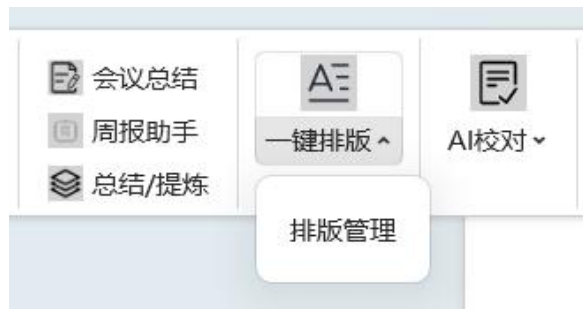 会议总结
周报助手
总结/提炼
一键排版
AI校对
排版管理